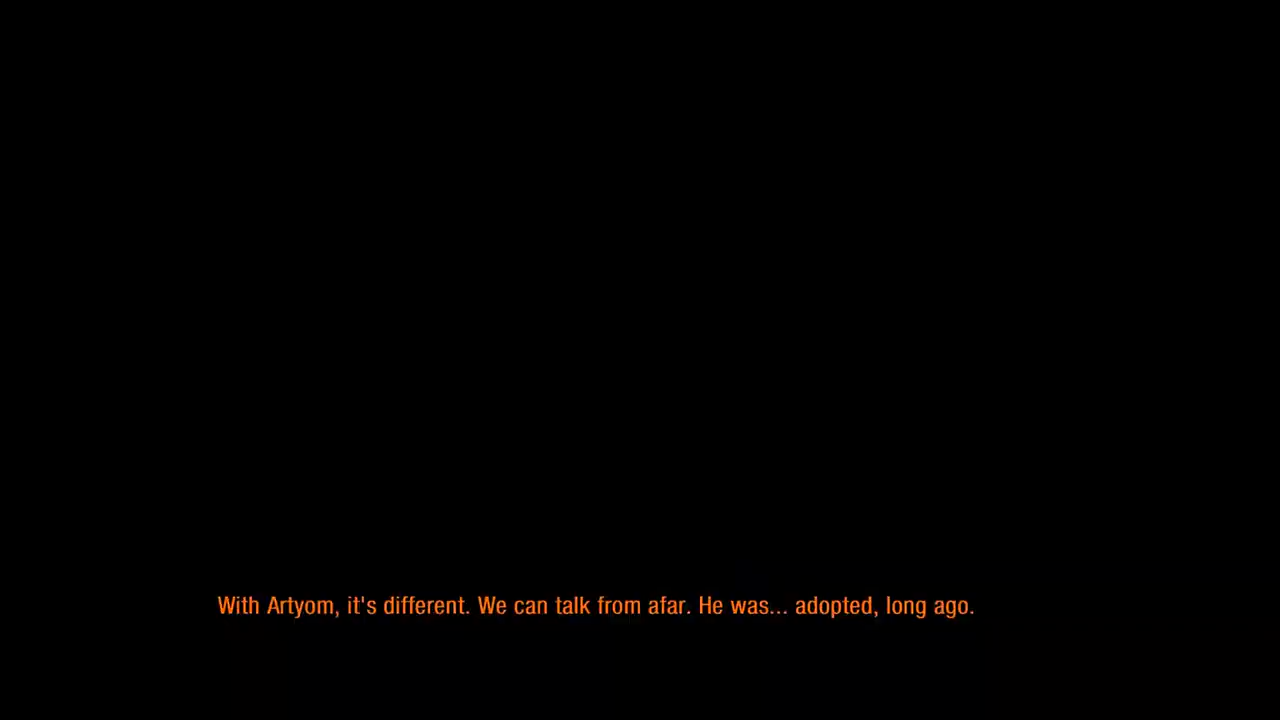 With Artyom, it's different. We can talk from afar. He was... adopted, long ago.